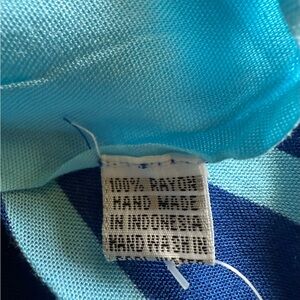 100% RAYON
HAND MADE
IN INDONESIA
HAND WASH IN